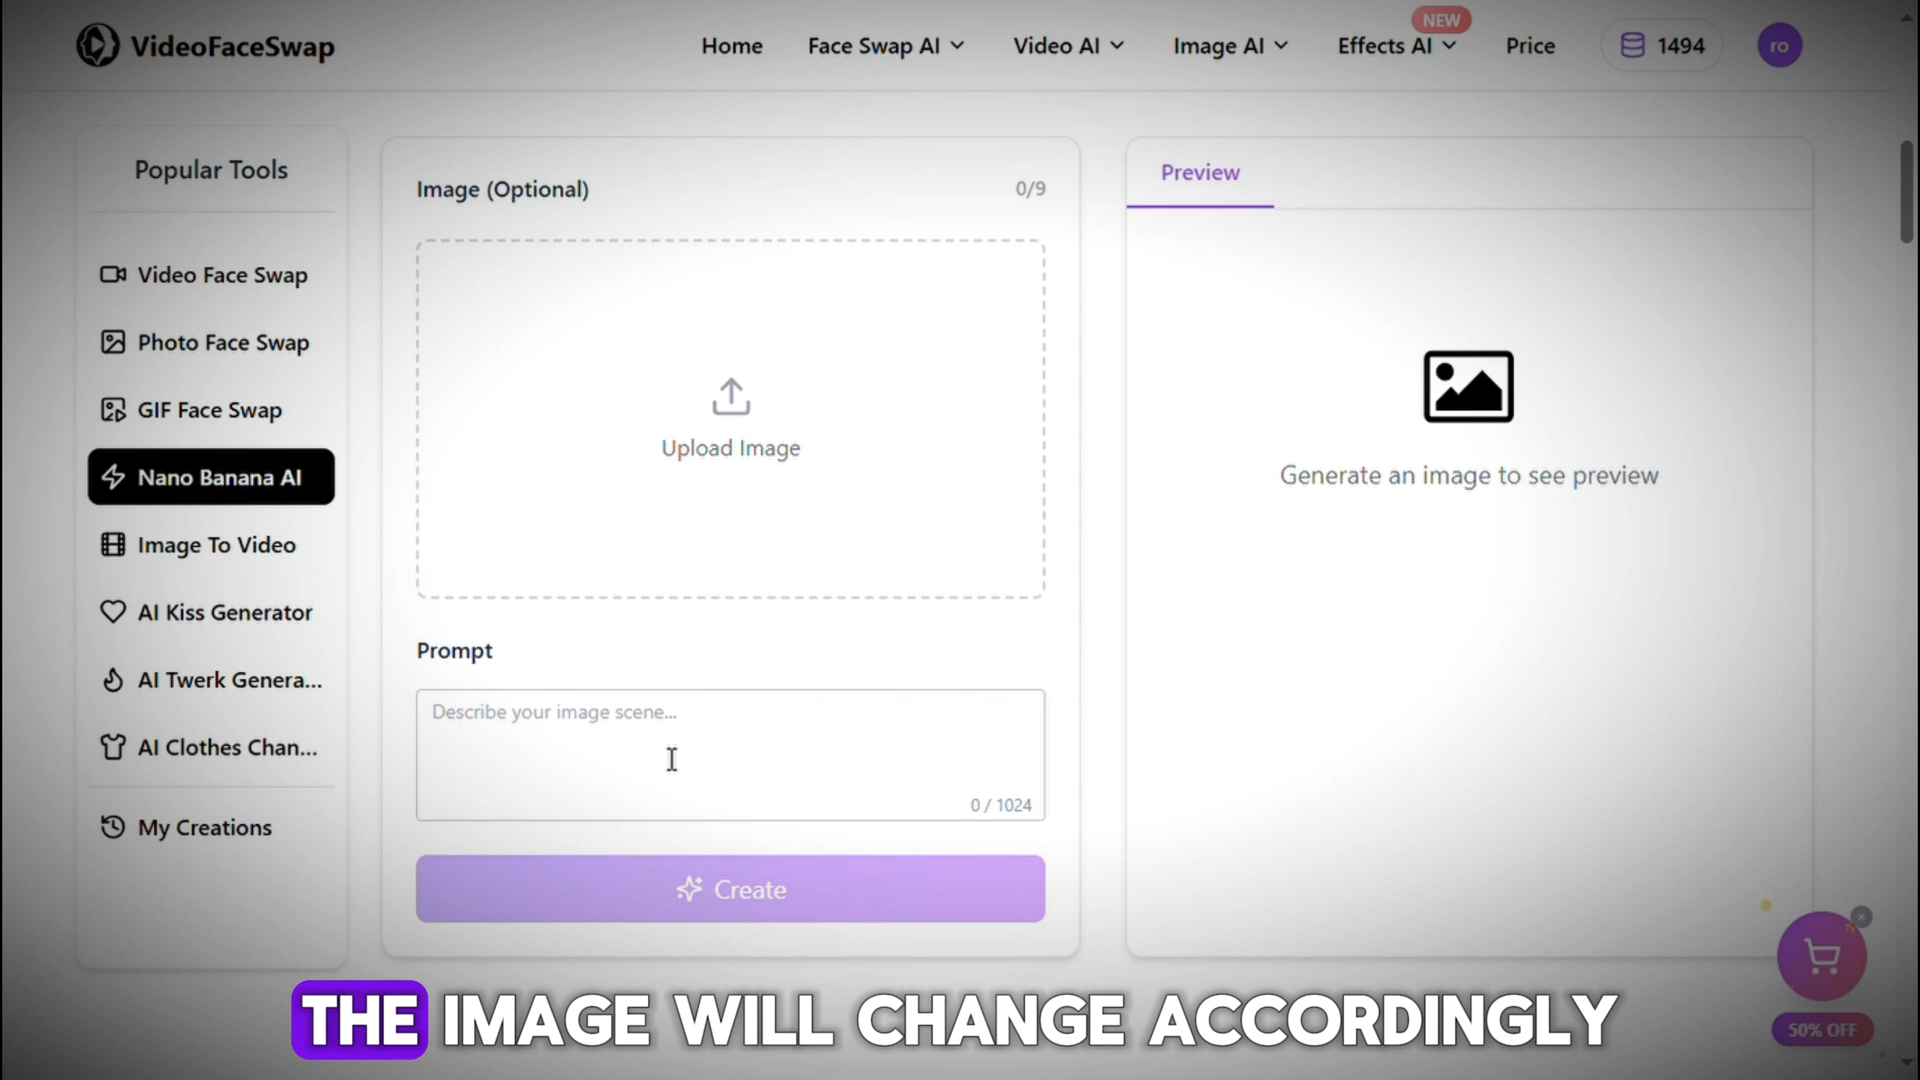 VideoFaceSwap
Home
Face Swap AI
Video AI
Image AI
Effects AI
NEW
Price
1494
ro
Popular Tools
Video Face Swap
Photo Face Swap
GIF Face Swap
Nano Banana AI
Image To Video
AI Kiss Generator
AI Twerk Genera...
AI Clothes Chan...
My Creations
Image (Optional)
0/9
Upload Image
Prompt
Describe your image scene...
0 / 1024
Create
Preview
Generate an image to see preview
50% OFF
THE IMAGE WILL CHANGE ACCORDINGLY